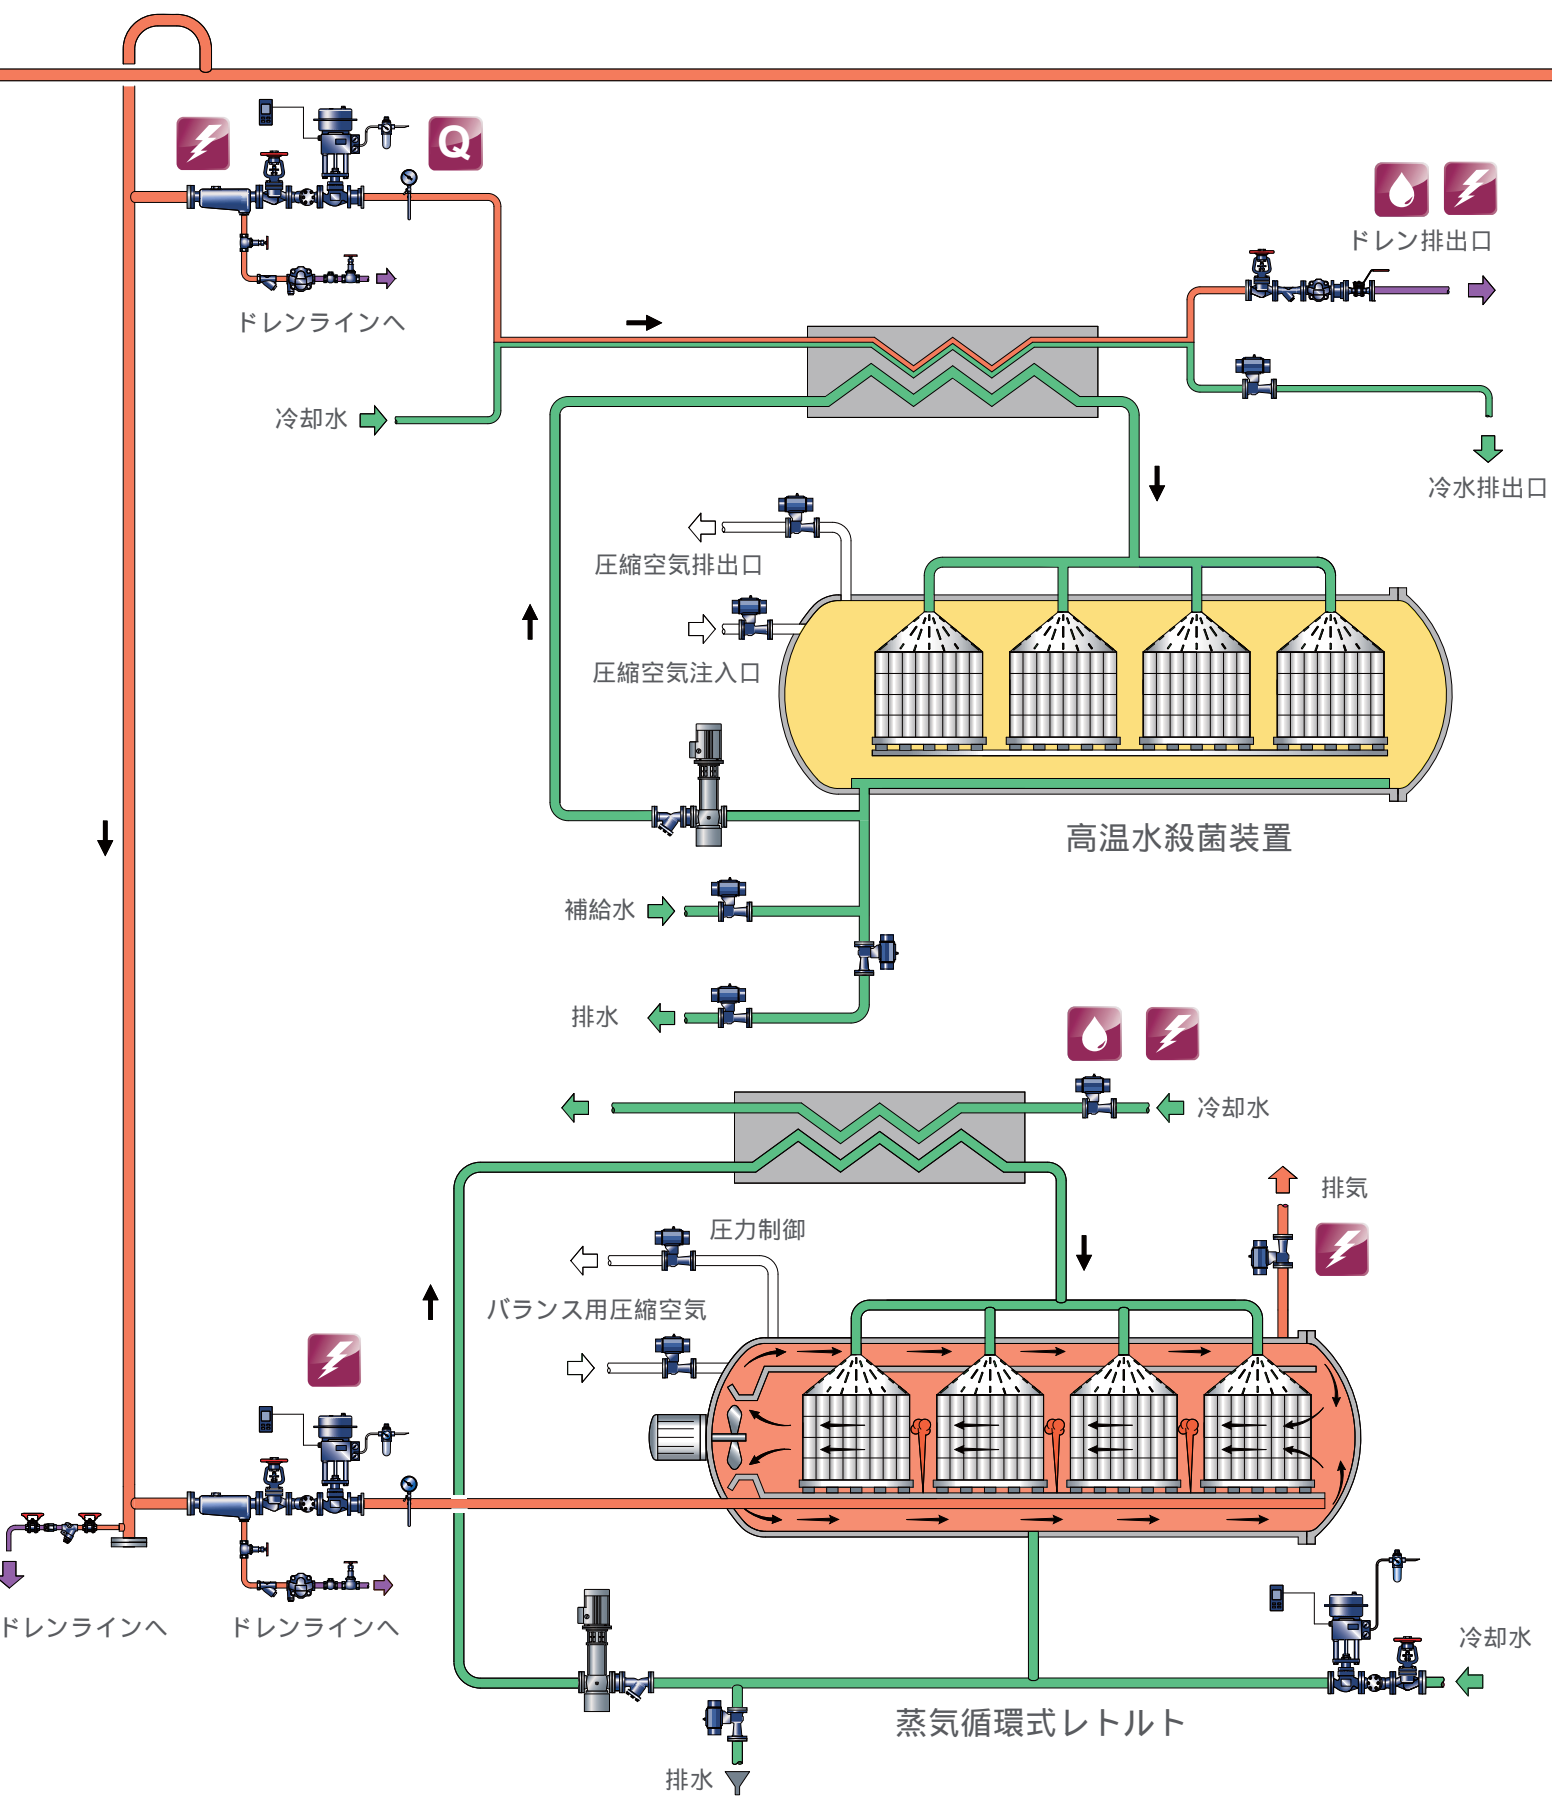 Q
ドレン排出口
ドレンラインへ
冷却水
冷水排出口
圧縮空気排出口
圧縮空気注入口
高温水殺菌装置
補給水
排水
冷却水
排気
圧力制御
バランス用圧縮空気
ドレンラインへ
ドレンラインへ
冷却水
蒸気循環式レトルト
排水